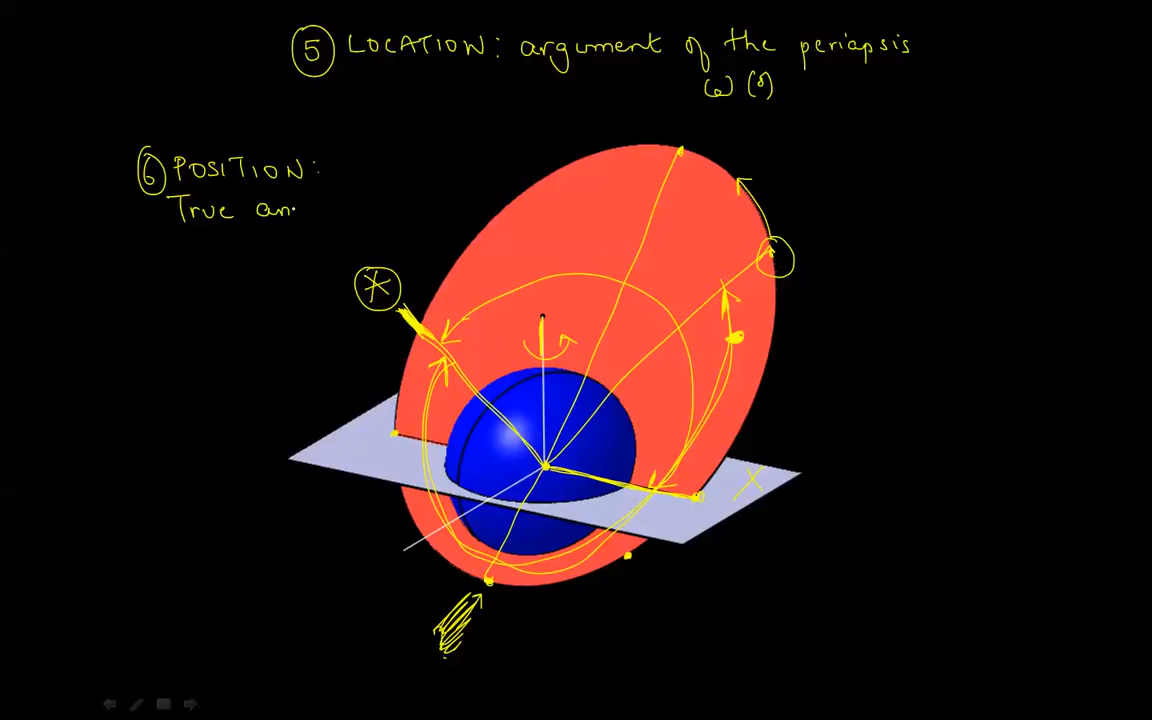 ⑤ LOCATION: argument of the periapsis
ω (°)
⑥ POSITION:
True an